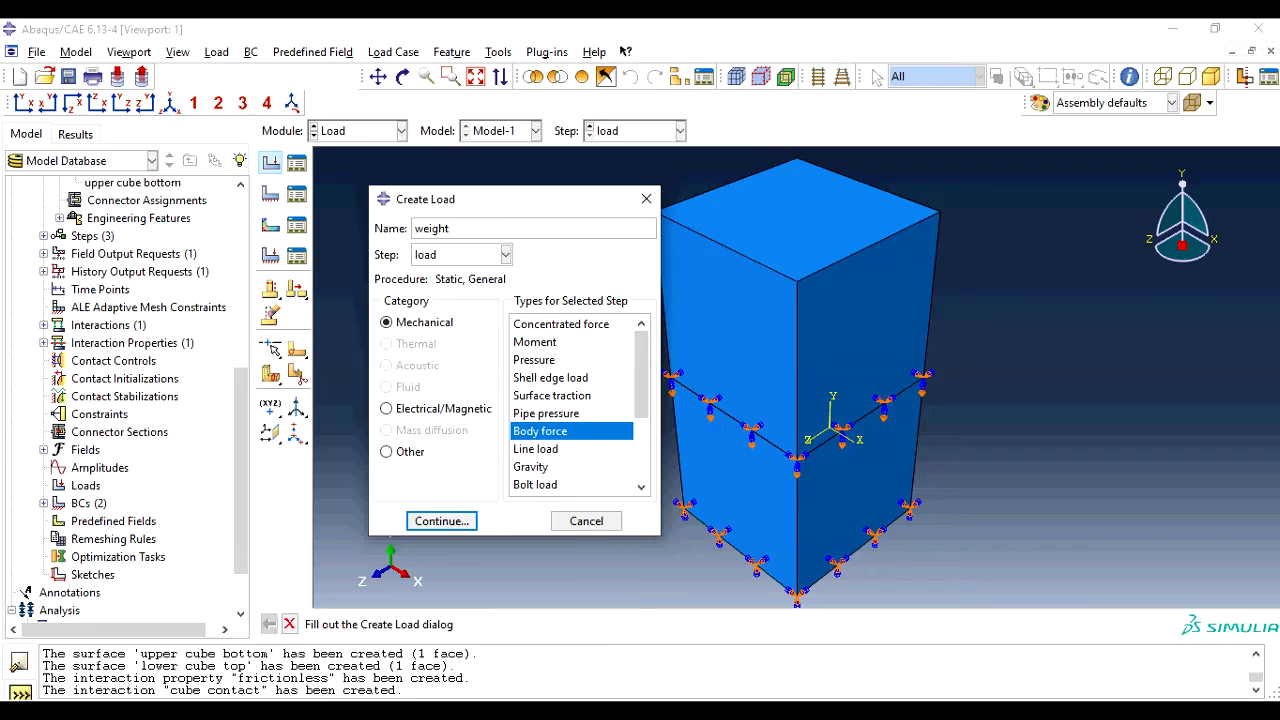 Abaqus/CAE 6.13-4 [Viewport: 1]
File Model Viewport View Load BC Predefined Field Load Case Feature Tools Plug-ins Help
All
1 2 3 4
Assembly defaults
Model Results Module: Load Model: Model-1 Step: load
Model Database
upper cube bottom
Connector Assignments
Engineering Features
Steps (3)
Field Output Requests (1)
History Output Requests (1)
Time Points
ALE Adaptive Mesh Constraints
Interactions (1)
Interaction Properties (1)
Contact Controls
Contact Initializations
Contact Stabilizations
Constraints
Connector Sections
Fields
Amplitudes
Loads
BCs (2)
Predefined Fields
Remeshing Rules
Optimization Tasks
Sketches
Annotations
Analysis
(XYZ)
Create Load
Name: weight
Step: load
Procedure: Static, General
Category
Mechanical
Thermal
Acoustic
Fluid
Electrical/Magnetic
Mass diffusion
Other
Types for Selected Step
Concentrated force
Moment
Pressure
Shell edge load
Surface traction
Pipe pressure
Body force
Line load
Gravity
Bolt load
Continue... Cancel
Y
Z X
Y
Z X
Z X
Fill out the Create Load dialog
SIMULIA
The surface 'upper cube bottom' has been created (1 face).
The surface 'lower cube top' has been created (1 face).
The interaction property "frictionless" has been created.
The interaction "cube contact" has been created.